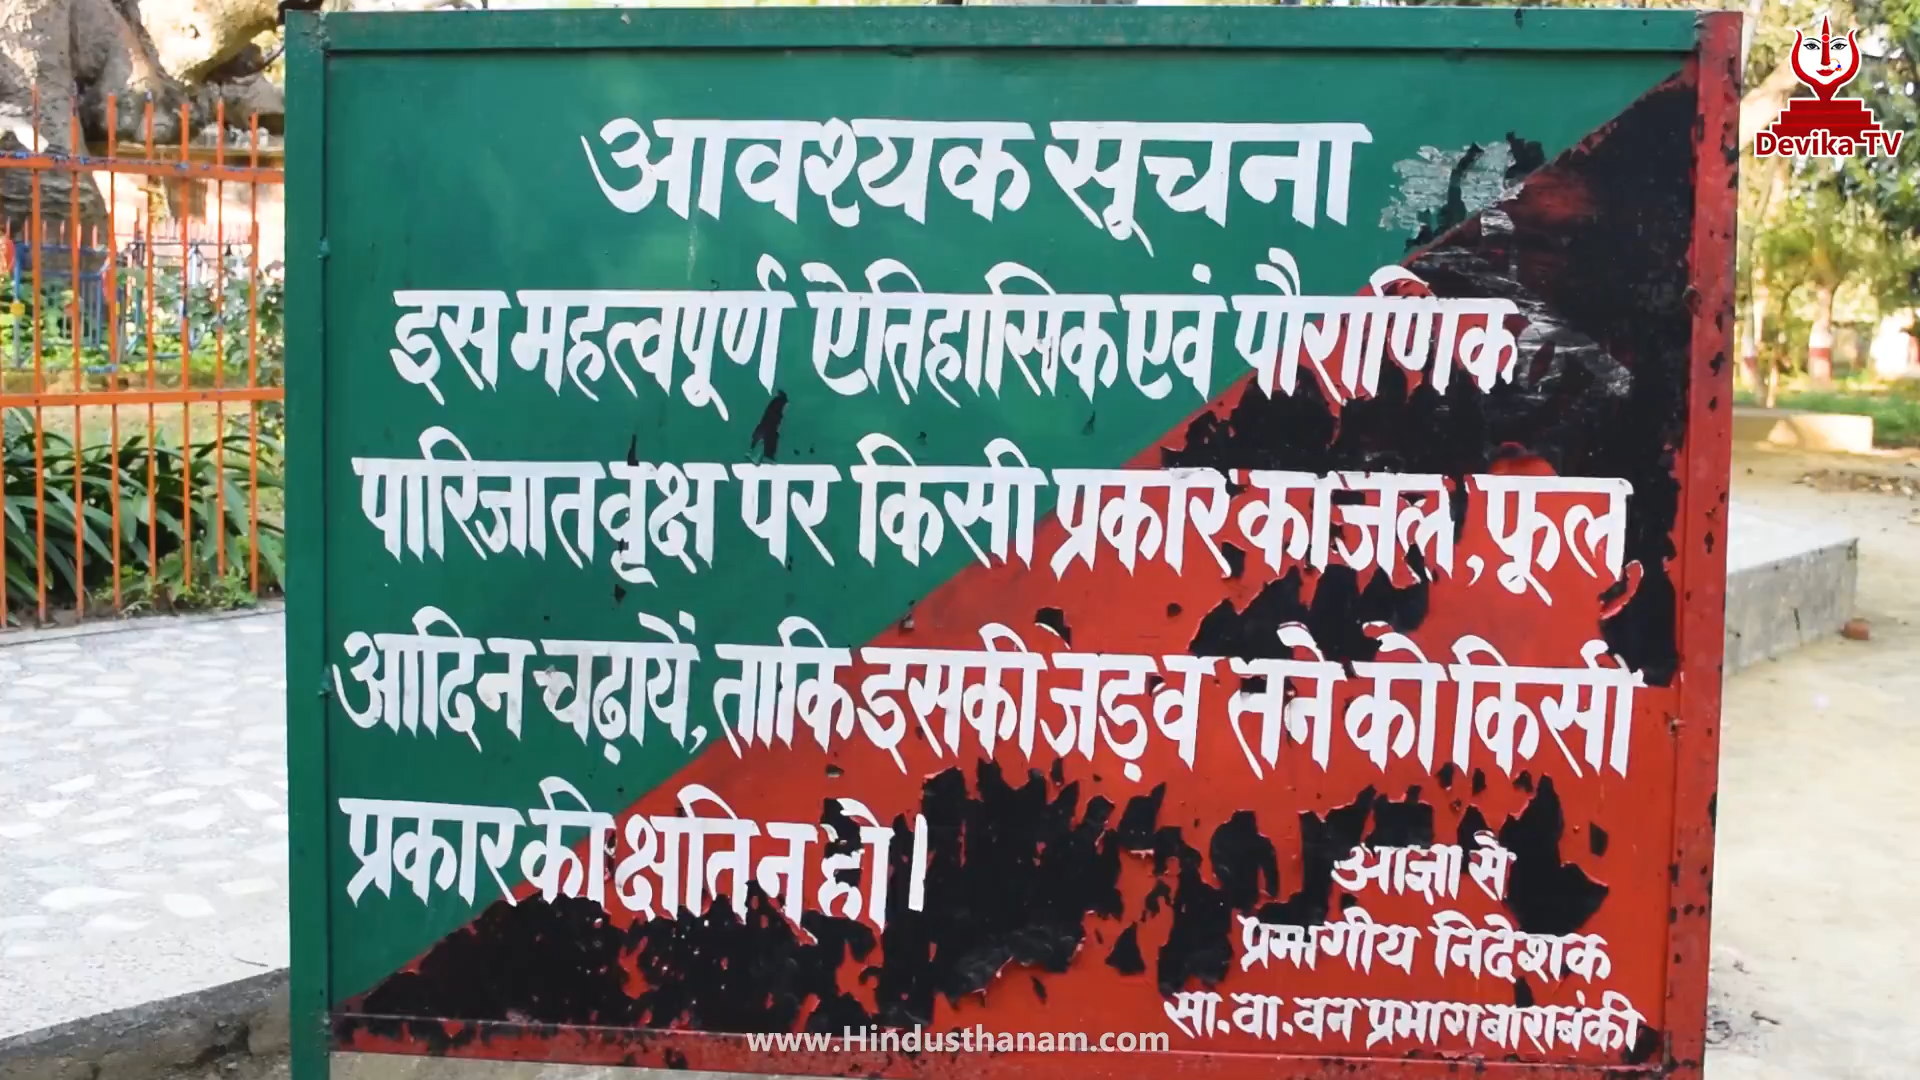 Devika-TV
आवश्यक सूचना
इस महत्वपूर्ण ऐतिहासिक एवं पौराणिक
पारिजात वृक्ष पर किसी प्रकार का जल, फूल,
आदि न चढ़ायें, ताकि इसकी जड़ व तने को किसी
प्रकार की क्षति न हो।
आज्ञा से
प्रभागीय निदेशक
सा.वा.वन प्रभाग बाराबंकी
www.Hindusthanam.com